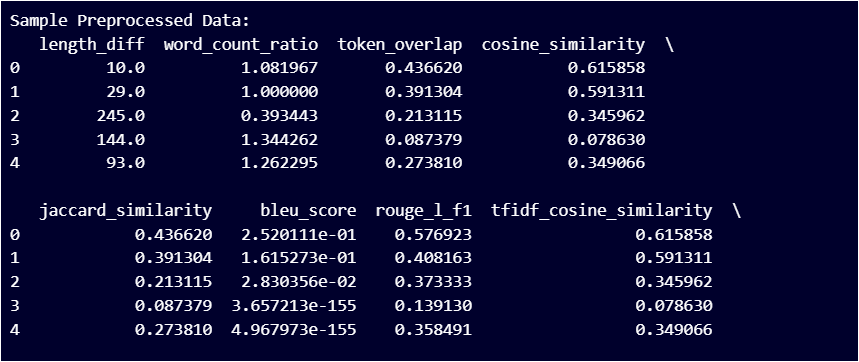 Sample Preprocessed Data:
length_diff word_count_ratio token_overlap cosine_similarity \
0 10.0 1.081967 0.436620 0.615858
1 29.0 1.000000 0.391304 0.591311
2 245.0 0.393443 0.213115 0.345962
3 144.0 1.344262 0.087379 0.078630
4 93.0 1.262295 0.273810 0.349066
jaccard_similarity bleu_score rouge_l_f1 tfidf_cosine_similarity \
0 0.436620 2.520111e-01 0.576923 0.615858
1 0.391304 1.615273e-01 0.408163 0.591311
2 0.213115 2.830356e-02 0.373333 0.345962
3 0.087379 3.657213e-155 0.139130 0.078630
4 0.273810 4.967973e-155 0.358491 0.349066